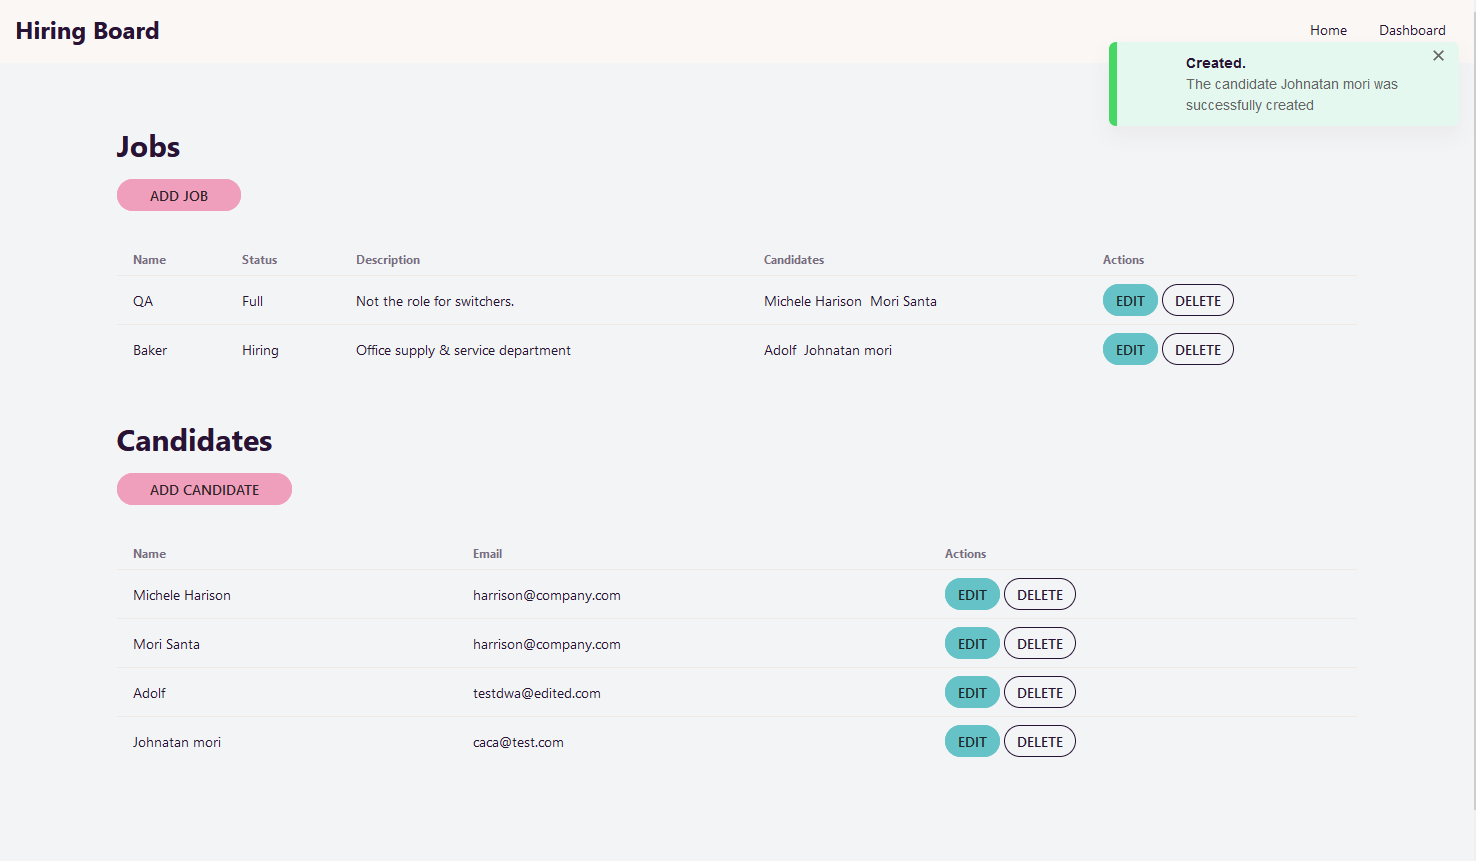 Hiring Board
Home Dashboard
Created.
The candidate Johnatan mori was
successfully created
Jobs
ADD JOB
Name Status Description Candidates Actions
QA Full Not the role for switchers. Michele Harison Mori Santa EDIT DELETE
Baker Hiring Office supply & service department Adolf Johnatan mori EDIT DELETE
Candidates
ADD CANDIDATE
Name Email Actions
Michele Harison harrison@company.com EDIT DELETE
Mori Santa harrison@company.com EDIT DELETE
Adolf testdwa@edited.com EDIT DELETE
Johnatan mori caca@test.com EDIT DELETE